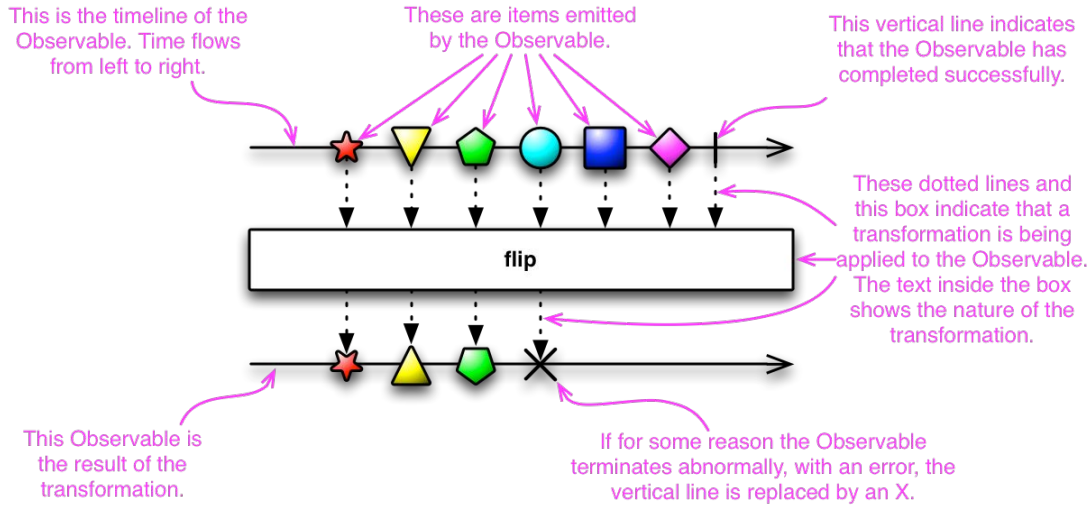 This is the timeline of the
Observable. Time flows
from left to right.
These are items emitted
by the Observable.
This vertical line indicates
that the Observable has
completed successfully.
These dotted lines and
this box indicate that a
transformation is being
applied to the Observable.
The text inside the box
shows the nature of the
transformation.
flip
This Observable is
the result of the
transformation.
If for some reason the Observable
terminates abnormally, with an error, the
vertical line is replaced by an X.